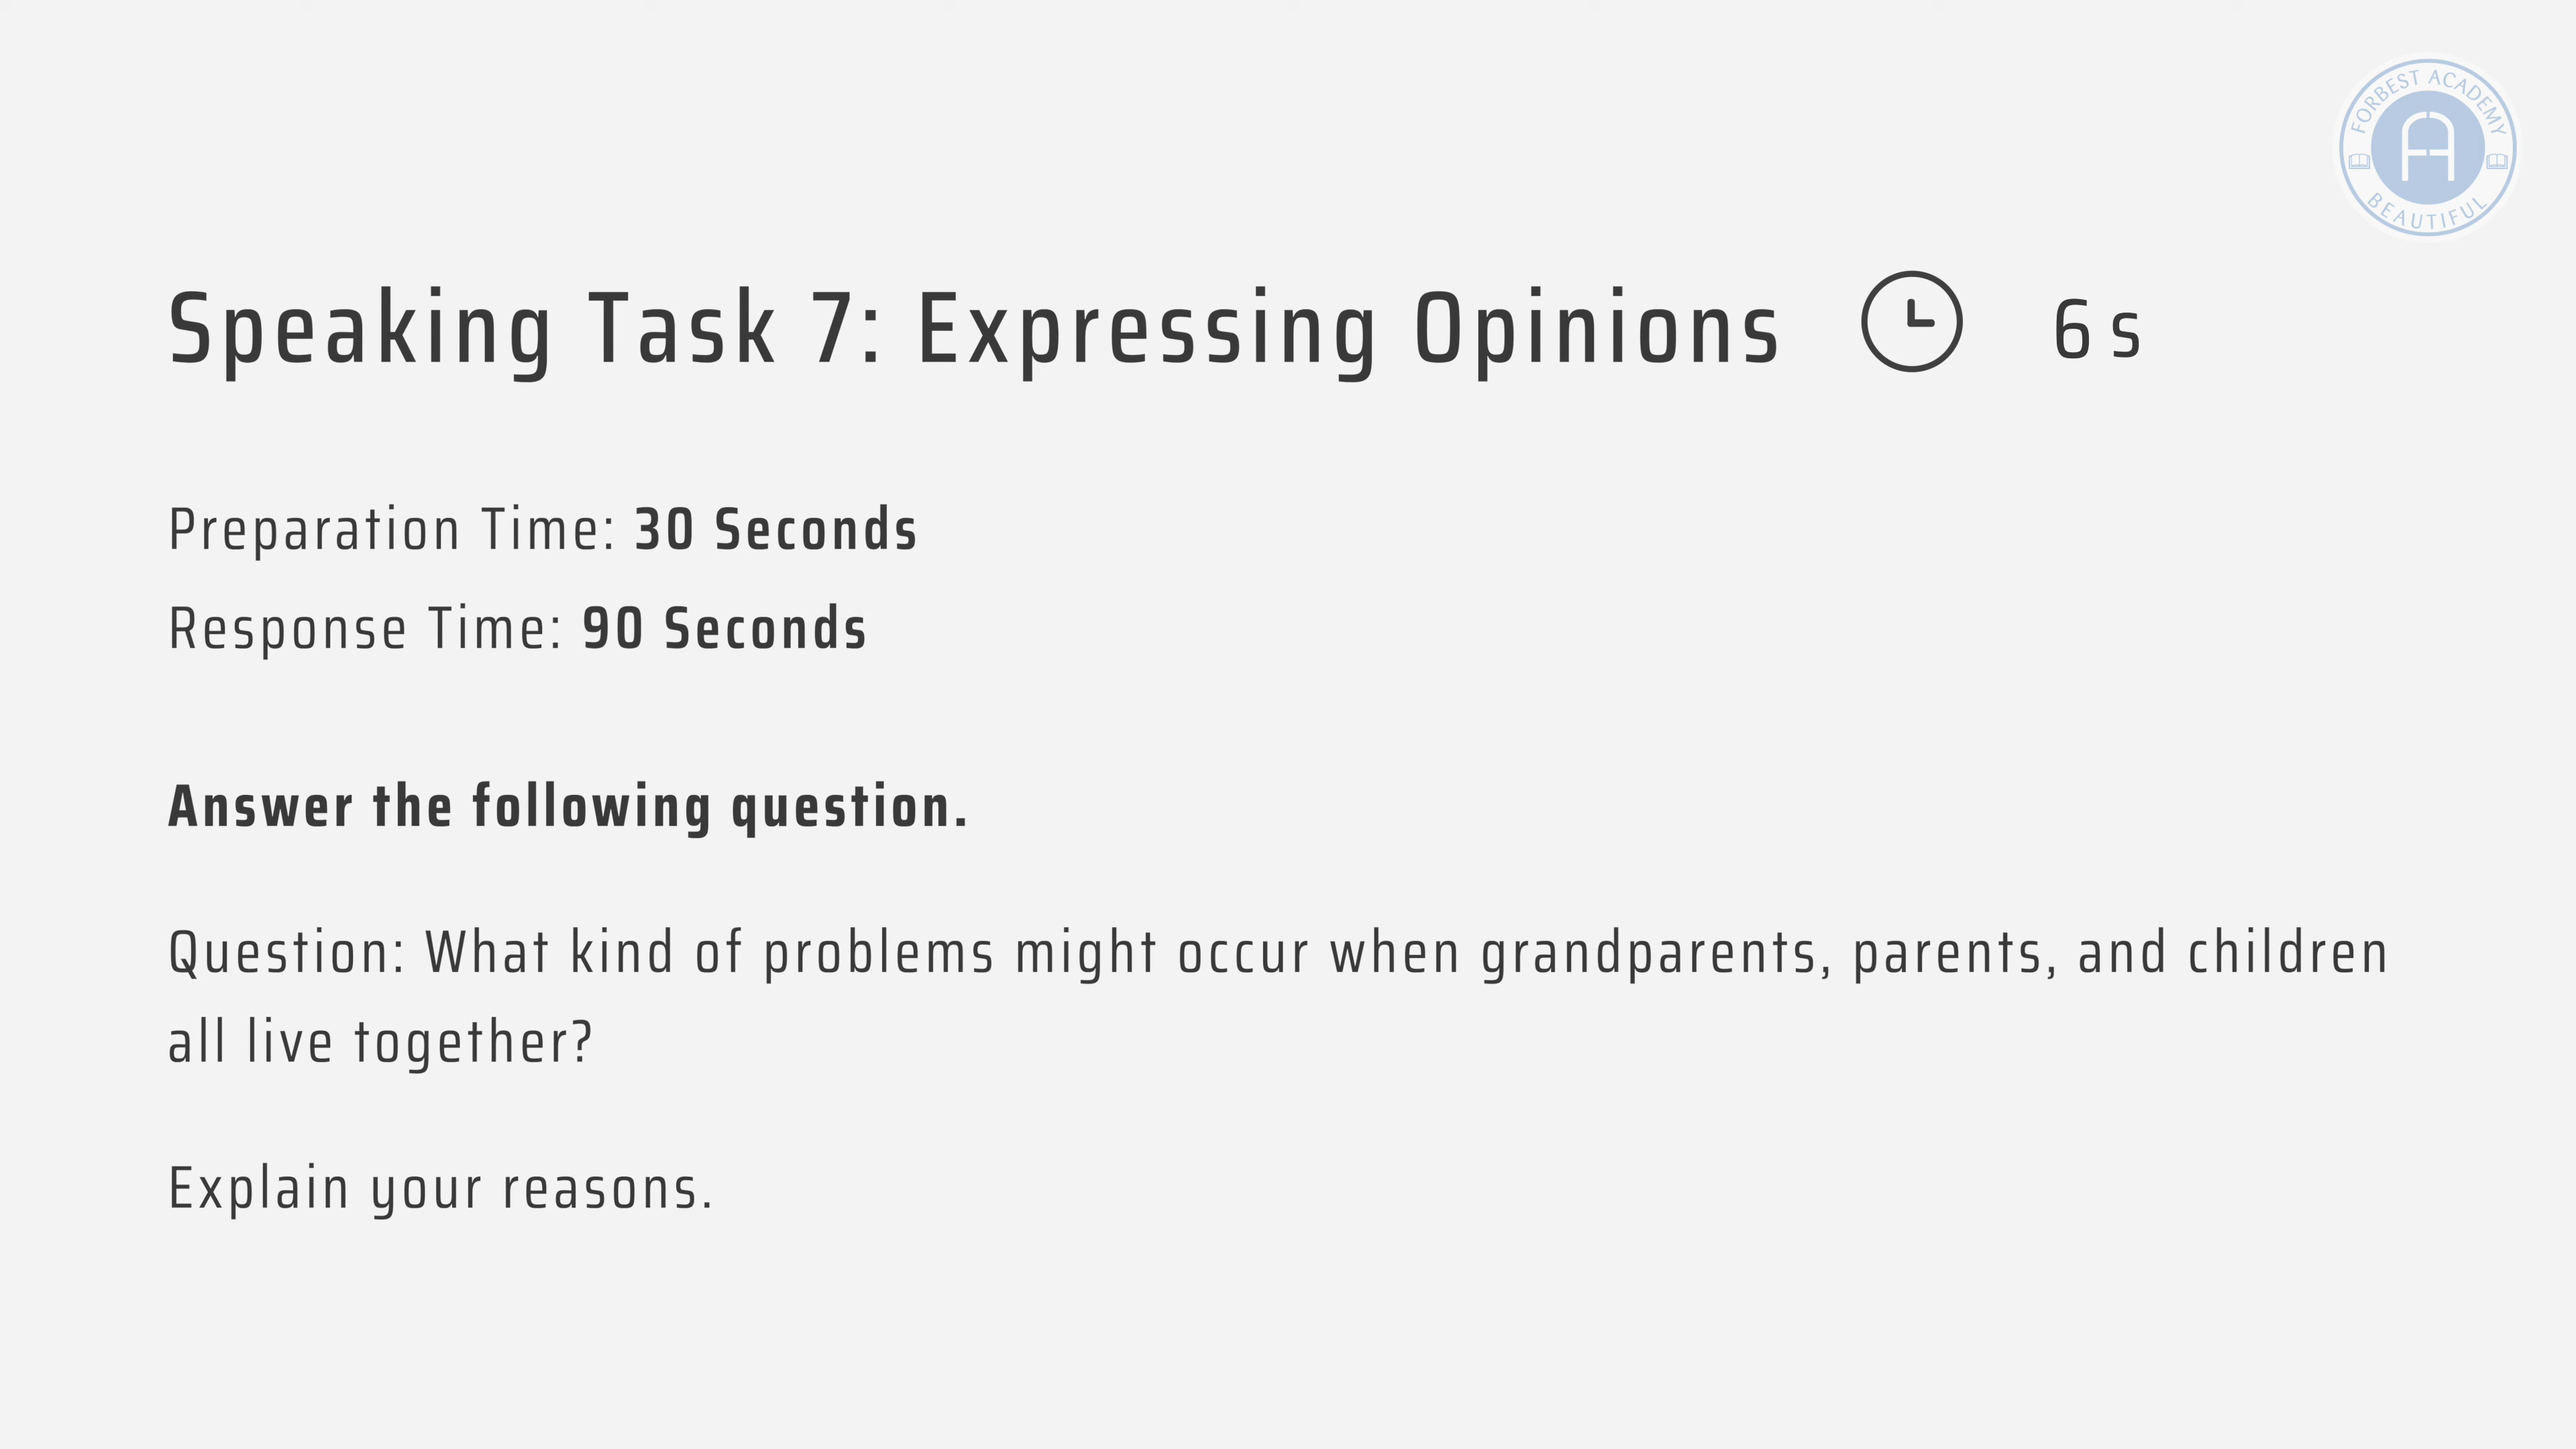 FORBEST ACADEMY
A
BEAUTIFUL
Speaking Task 7: Expressing Opinions 6s
Preparation Time: 30 Seconds
Response Time: 90 Seconds
Answer the following question.
Question: What kind of problems might occur when grandparents, parents, and children
all live together?
Explain your reasons.